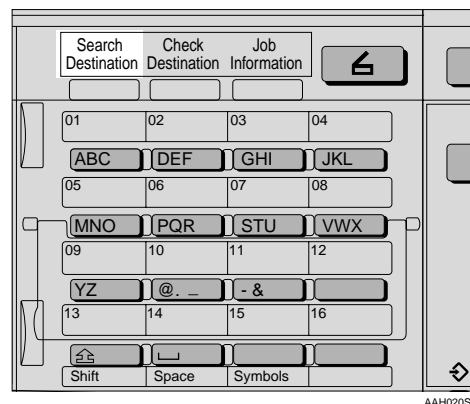 Search Destination
Check Destination
Job Information
01 02 03 04
ABC DEF GHI JKL
05 06 07 08
MNO PQR STU VWX
09 10 11 12
YZ @. _ - &
13 14 15 16
Shift Space Symbols
AAH020S